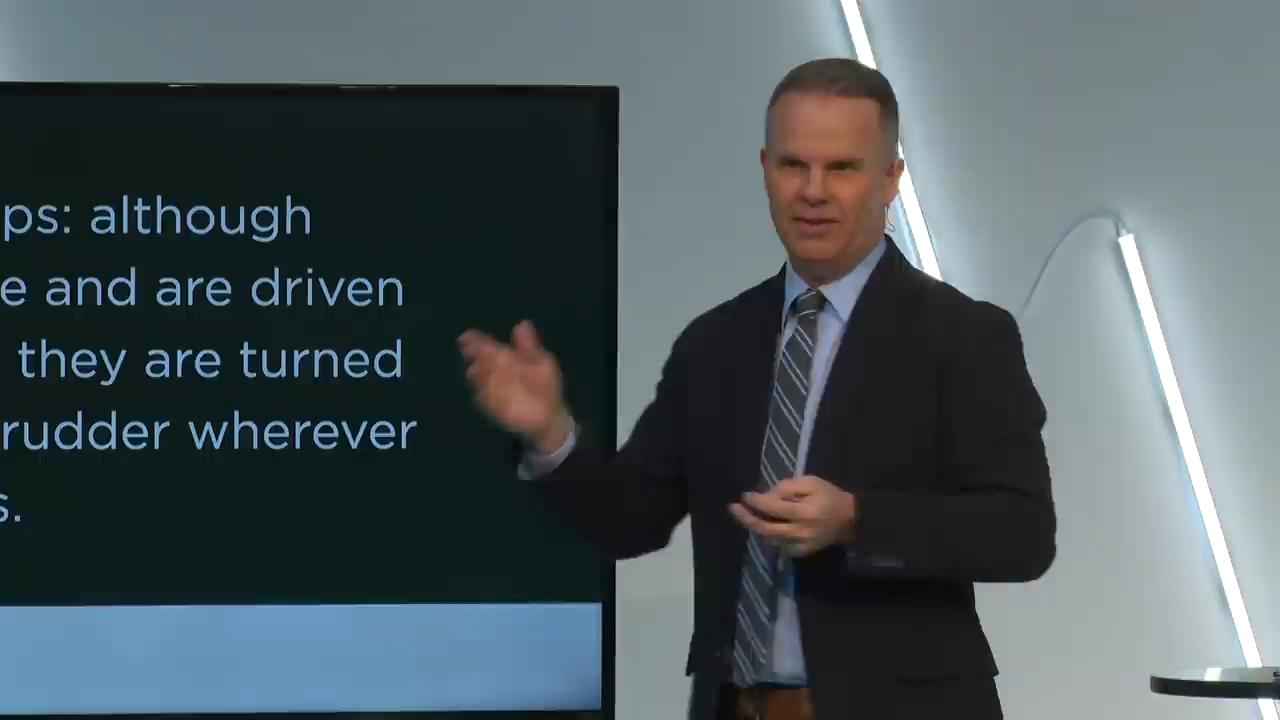 ps: although
e and are driven
they are turned
rudder wherever
s.